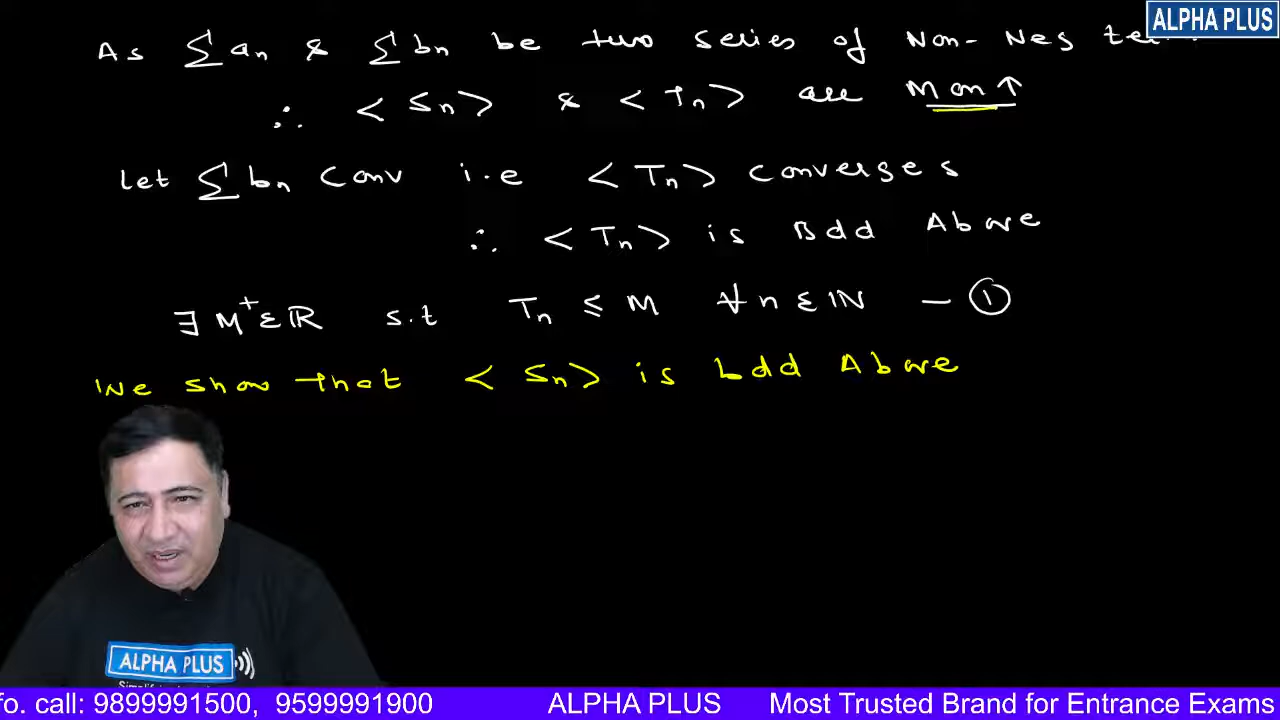 ALPHA PLUS
As ∑an & ∑bn be two series of Non-Neg
∴ <Sn> & <Tn> are Mon↑
Let ∑bn Conv i.e <Tn> converges
∴ <Tn> is Bdd Above
∃ M⁺ ∈ ℝ s.t Tn ≤ M ∀ n ∈ ℕ — ①
We show that <Sn> is bdd Above
ALPHA PLUS
fo. call: 9899991500, 9599991900 ALPHA PLUS Most Trusted Brand for Entrance Exams